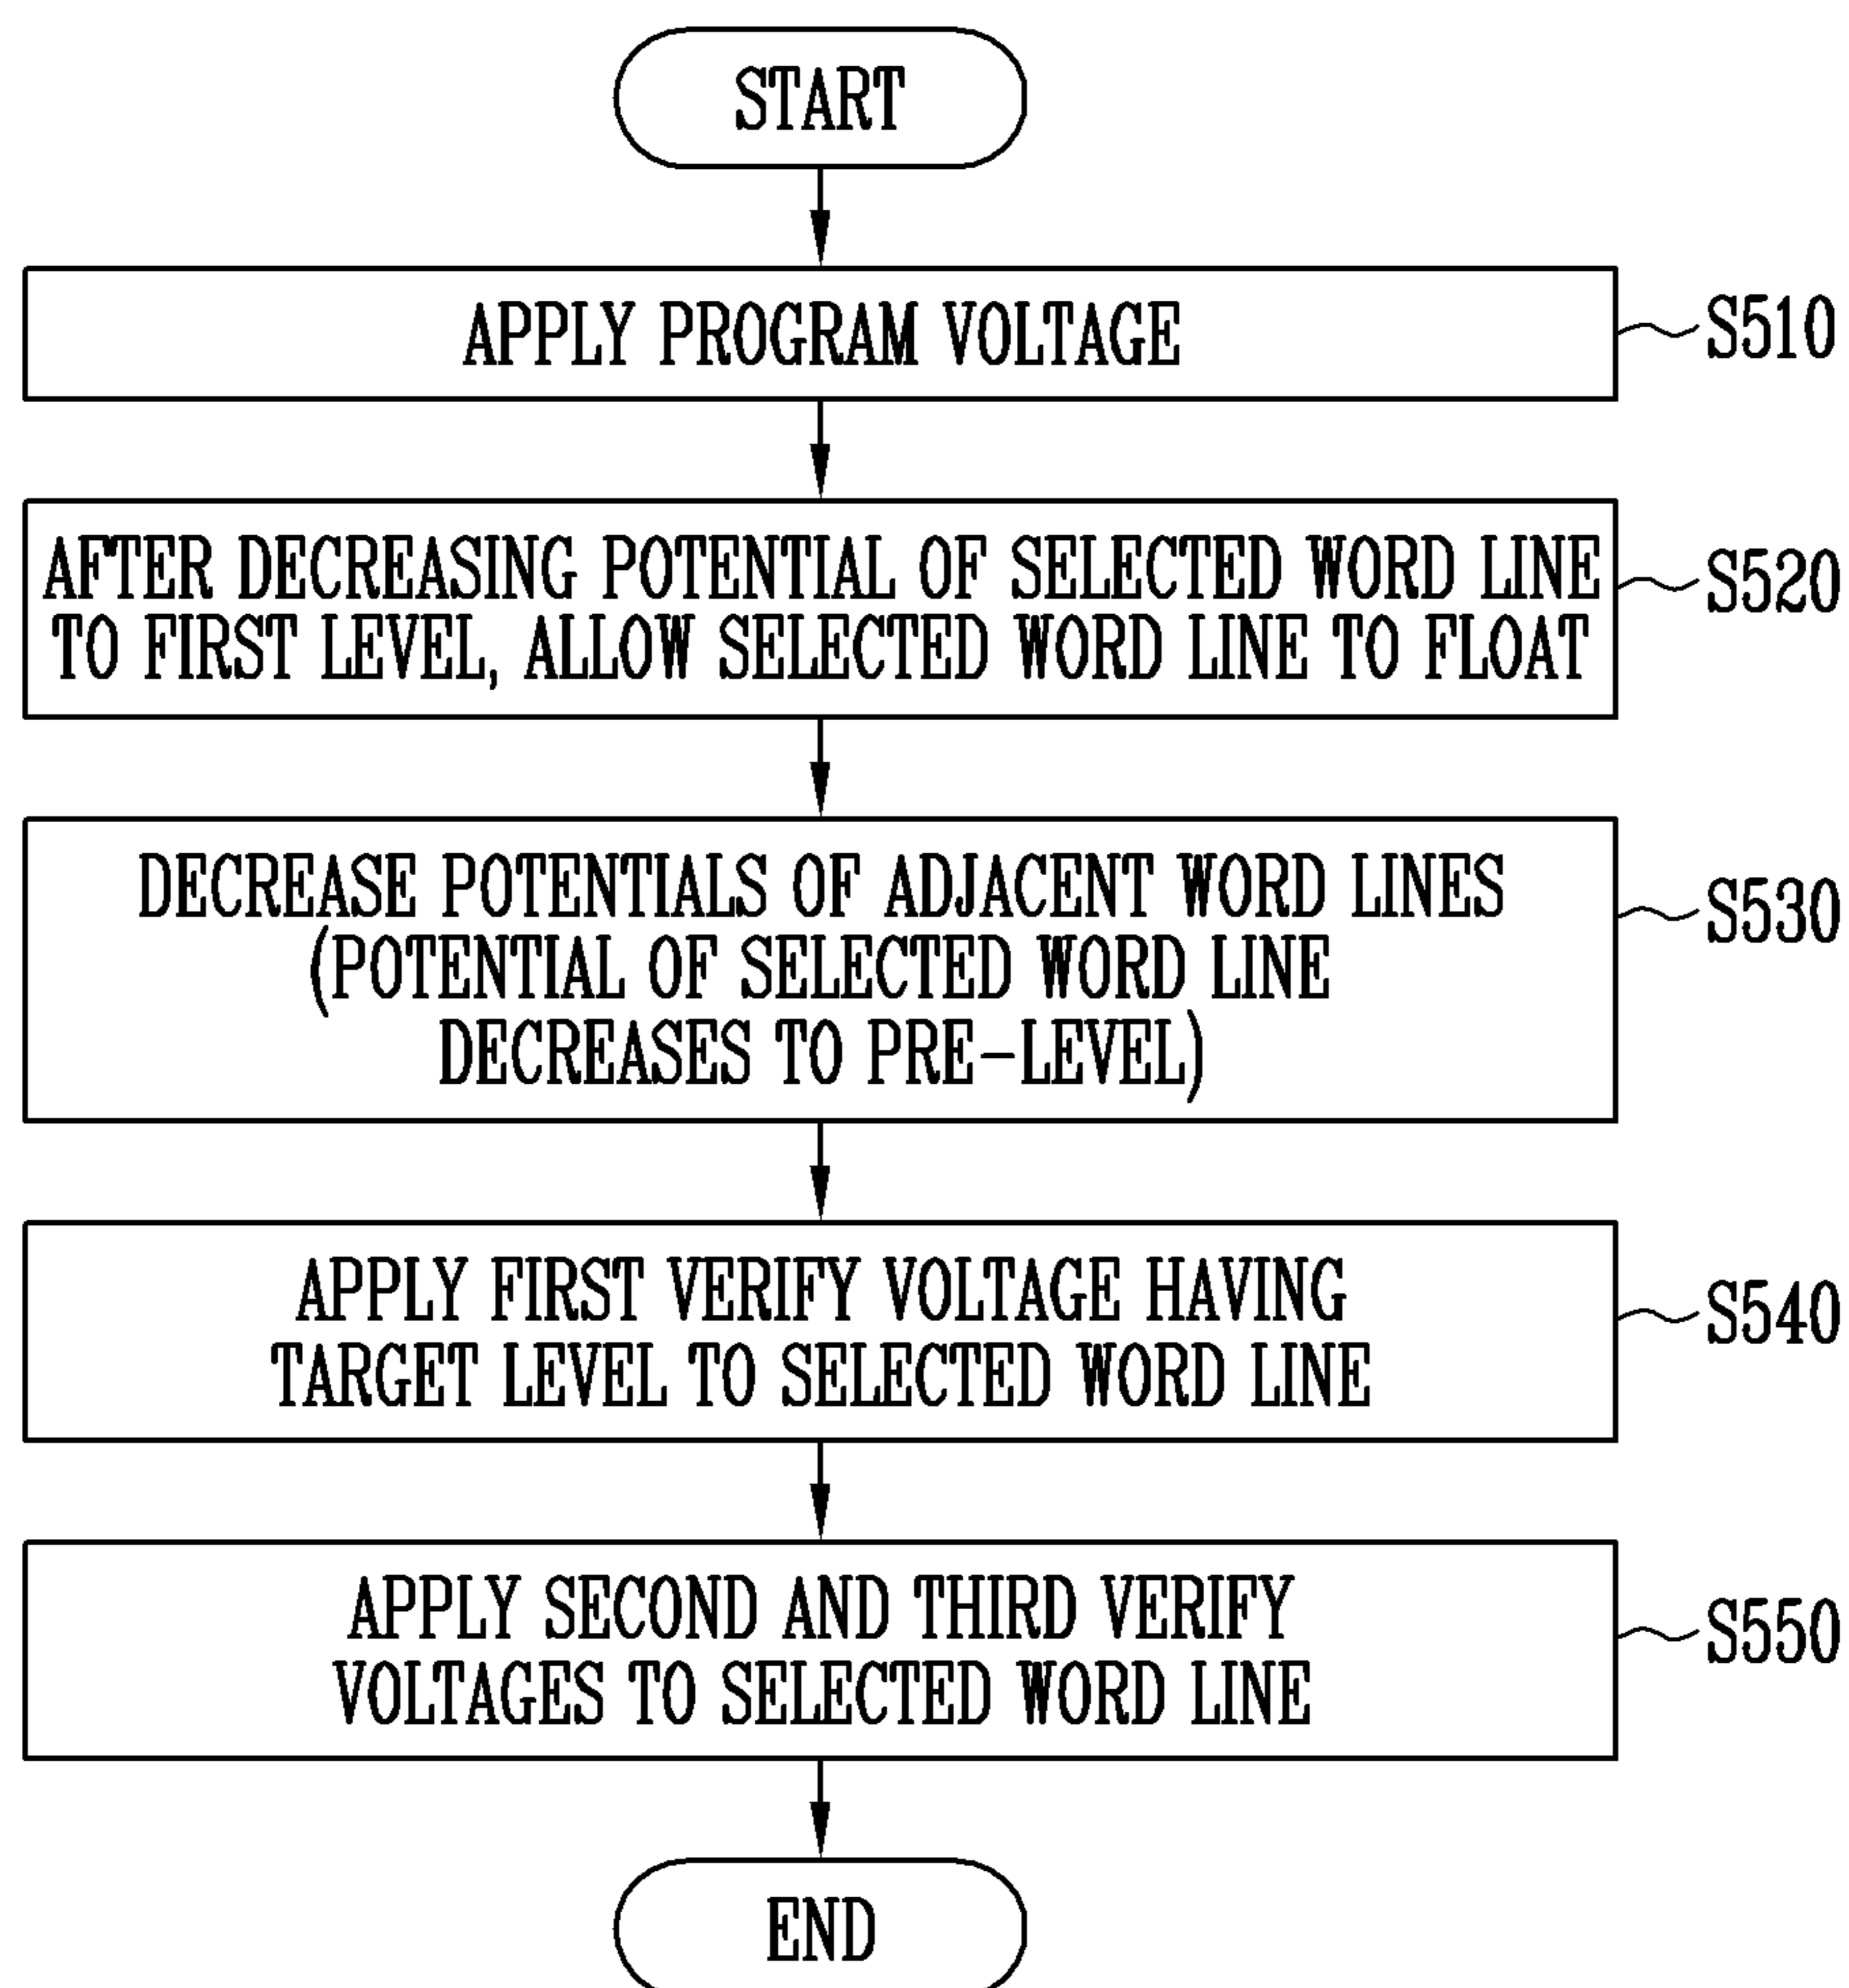 START
APPLY PROGRAM VOLTAGE
S510
AFTER DECREASING POTENTIAL OF SELECTED WORD LINE
TO FIRST LEVEL, ALLOW SELECTED WORD LINE TO FLOAT
S520
DECREASE POTENTIALS OF ADJACENT WORD LINES
(POTENTIAL OF SELECTED WORD LINE
DECREASES TO PRE-LEVEL)
S530
APPLY FIRST VERIFY VOLTAGE HAVING
TARGET LEVEL TO SELECTED WORD LINE
S540
APPLY SECOND AND THIRD VERIFY
VOLTAGES TO SELECTED WORD LINE
S550
END